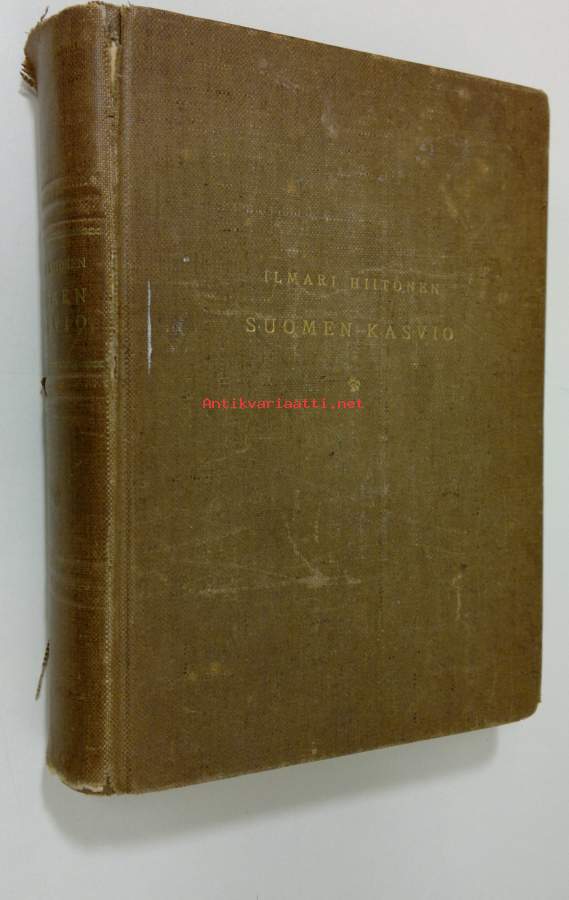 ILMARI HIITONEN
SUOMEN KASVIO
Antikvariaatti.net